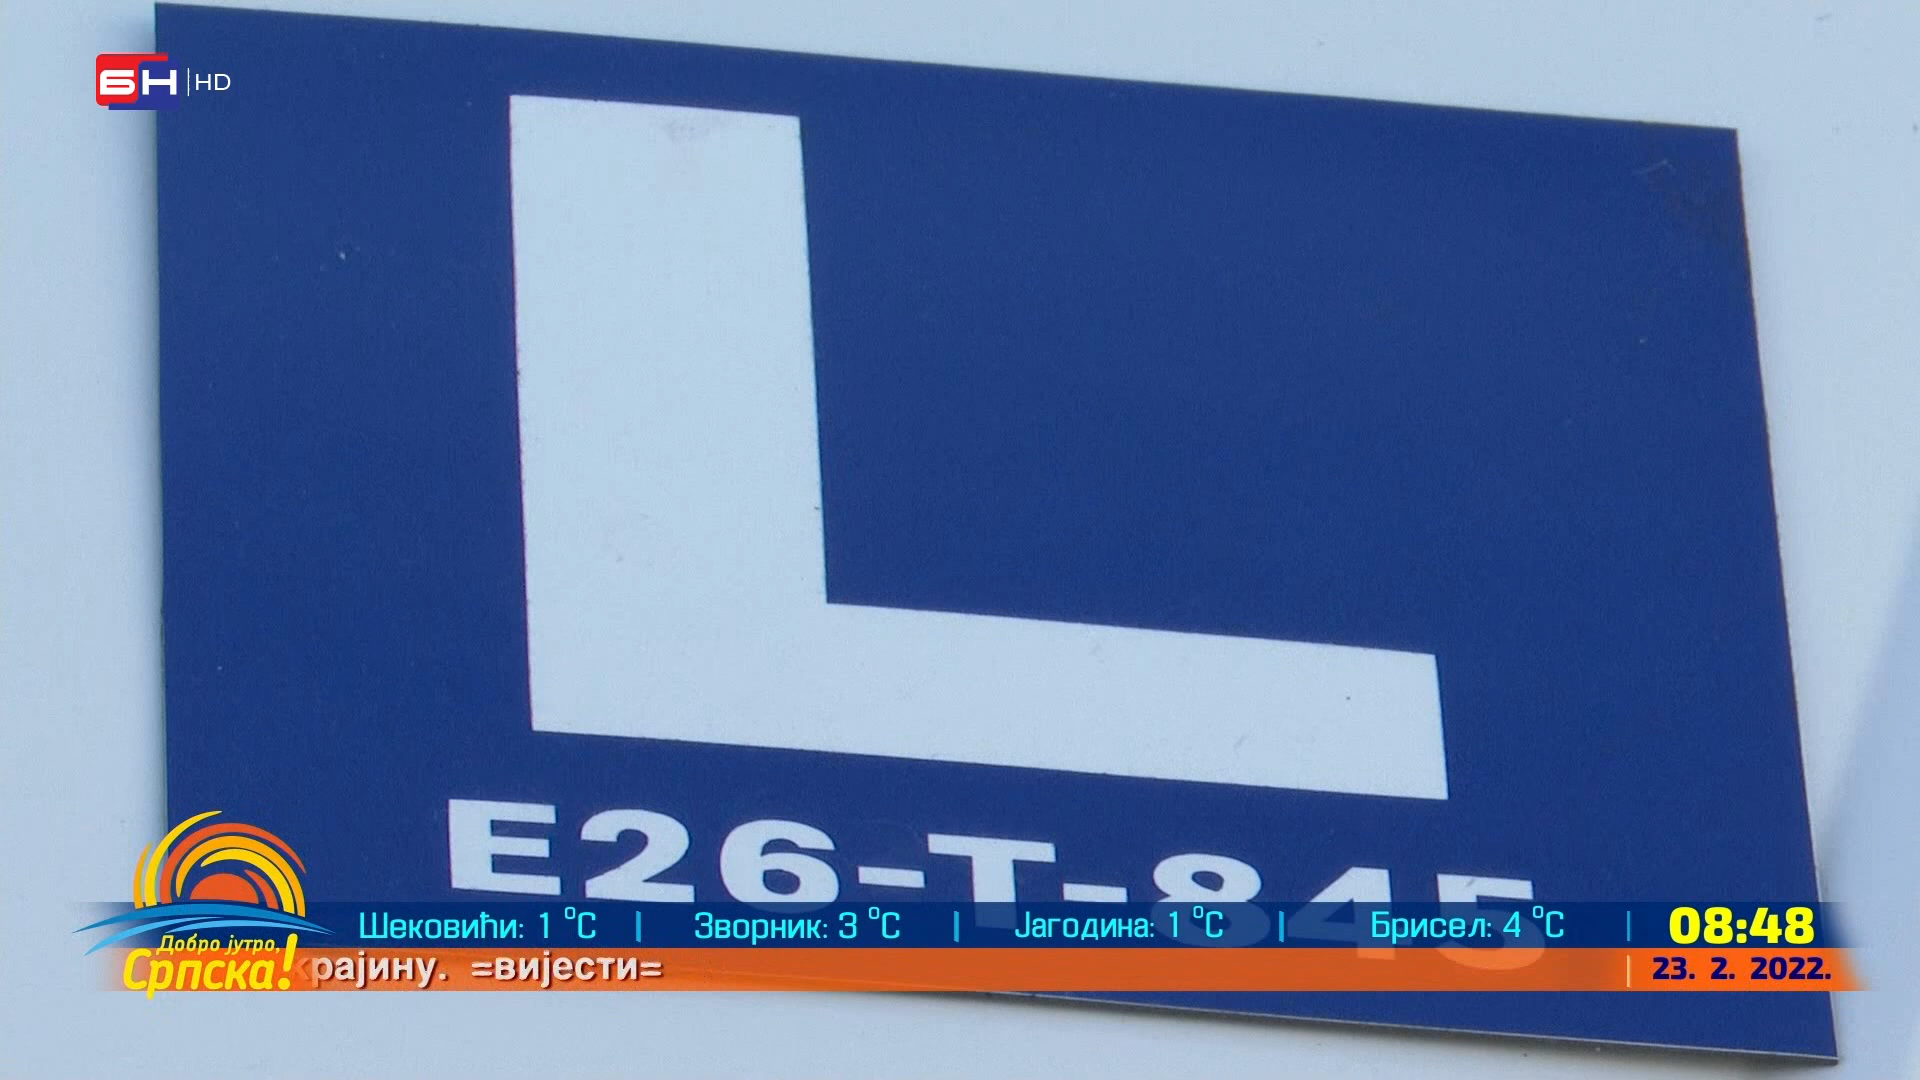 БН HD
L
E26-T-845
Шековићи: 1 °C | Зворник: 3 °C | Јагодина: 1 °C | Брисел: 4 °C | 08:48
Добро јутро,
Српска!
крајину. =вијести= | 23. 2. 2022.